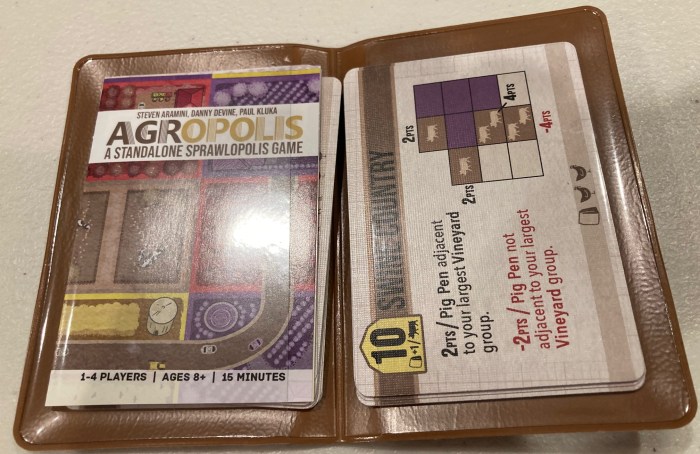 STEVEN ARAMINI, DANNY DEVINE, PAUL KLUKA
AGROPOLIS
A STANDALONE SPRAWLOPOLIS GAME
1-4 PLAYERS | AGES 8+ | 15 MINUTES
10
+1/
SWINE COUNTRY
2PTS / Pig Pen adjacent
to your largest Vineyard
group.
-2PTS / Pig Pen not
adjacent to your largest
Vineyard group.
2PTS
4PTS
-4PTS
2PTS